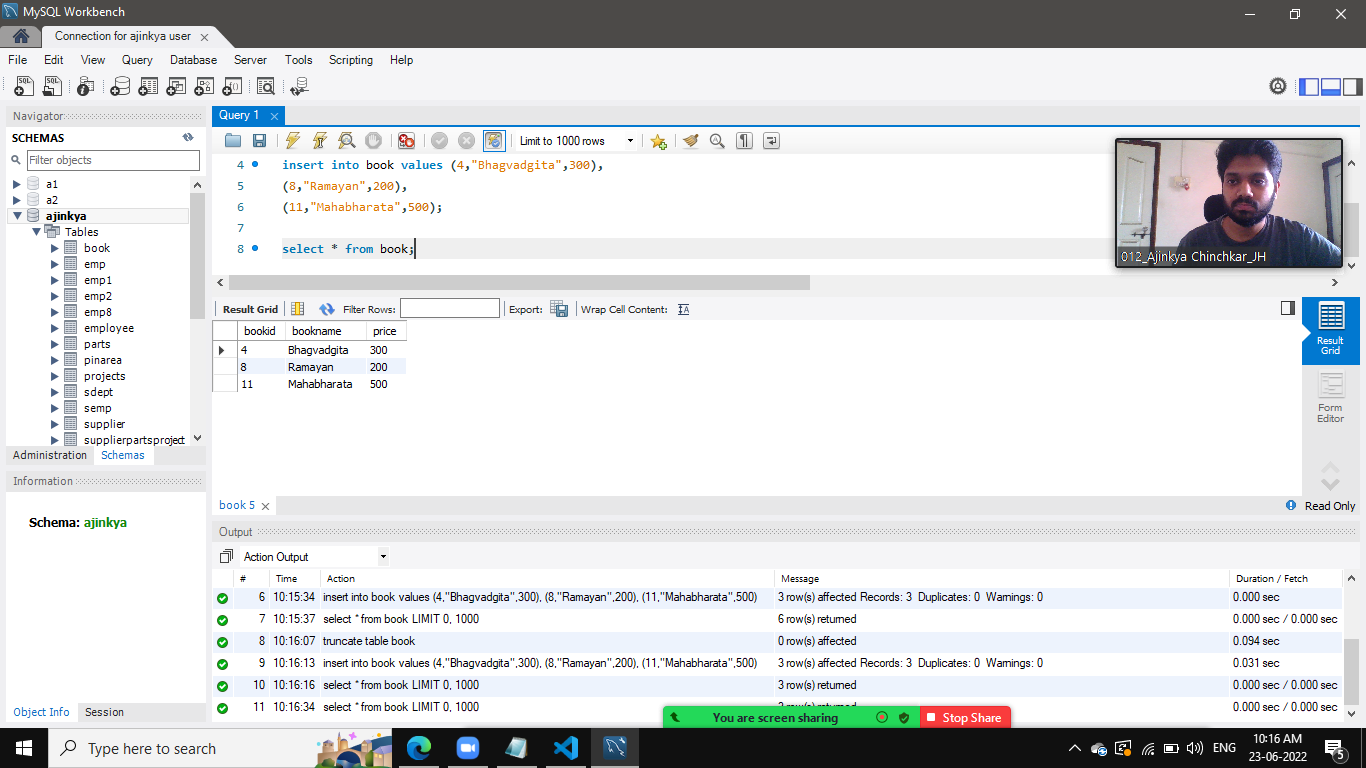 MySQL Workbench
Connection for ajinkya user
File Edit View Query Database Server Tools Scripting Help
Navigator
SCHEMAS
Filter objects
a1
a2
ajinkya
Tables
book
emp
emp1
emp2
emp8
employee
parts
pinarea
projects
sdept
semp
supplier
supplierpartsproject
Administration Schemas
Information
Schema: ajinkya
Object Info Session
Query 1
Limit to 1000 rows
4 insert into book values (4,"Bhagvadgita",300),
5 (8,"Ramayan",200),
6 (11,"Mahabharata",500);
7
8 select * from book;
012_Ajinkya Chinchkar_JH
Result Grid Filter Rows: Export: Wrap Cell Content:
bookid bookname price
4 Bhagvadgita 300
8 Ramayan 200
11 Mahabharata 500
Result
Grid
Form
Editor
book 5
Read Only
Output
Action Output
# Time Action Message Duration / Fetch
6 10:15:34 insert into book values (4,"Bhagvadgita",300), (8,"Ramayan",200), (11,"Mahabharata",500) 3 row(s) affected Records: 3 Duplicates: 0 Warnings: 0 0.000 sec
7 10:15:37 select * from book LIMIT 0, 1000 6 row(s) returned 0.000 sec / 0.000 sec
8 10:16:07 truncate table book 0 row(s) affected 0.094 sec
9 10:16:13 insert into book values (4,"Bhagvadgita",300), (8,"Ramayan",200), (11,"Mahabharata",500) 3 row(s) affected Records: 3 Duplicates: 0 Warnings: 0 0.031 sec
10 10:16:16 select * from book LIMIT 0, 1000 3 row(s) returned 0.000 sec / 0.000 sec
11 10:16:34 select * from book LIMIT 0, 1000 0.000 sec / 0.000 sec
You are screen sharing Stop Share
Type here to search
ENG
10:16 AM
23-06-2022
5